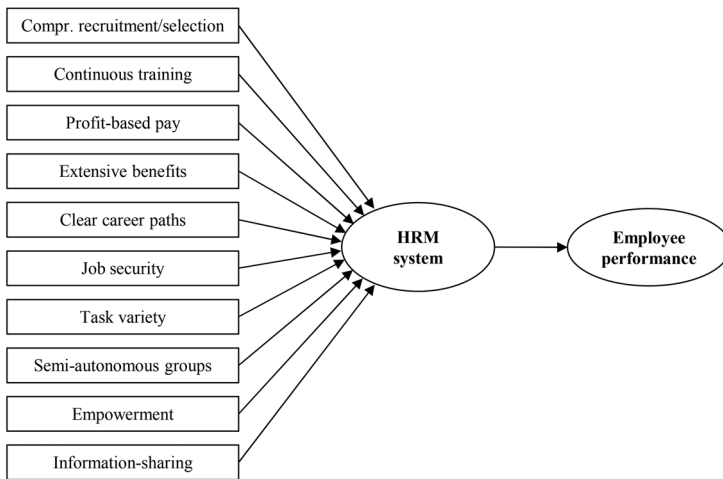 Compr. recruitment/selection
Continuous training
Profit-based pay
Extensive benefits
Clear career paths
Job security
Task variety
Semi-autonomous groups
Empowerment
Information-sharing
HRM
system
Employee
performance